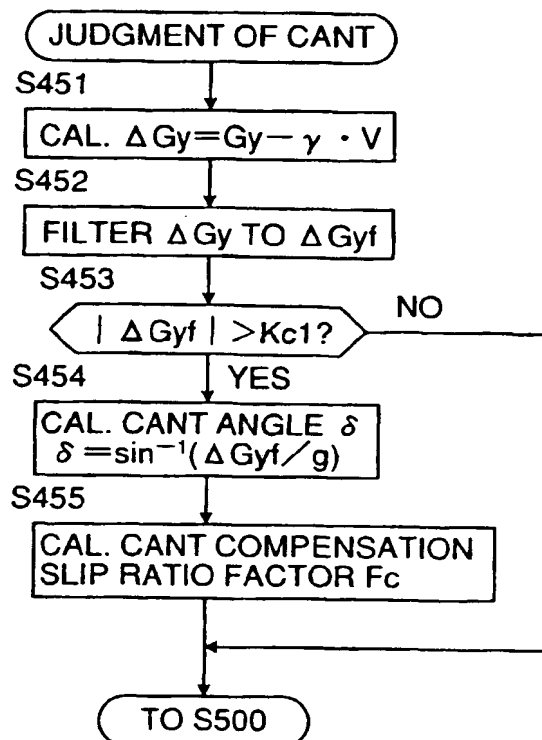 JUDGMENT OF CANT
S451
CAL. ΔGy=Gy－γ・V
S452
FILTER ΔGy TO ΔGyf
S453
| ΔGyf | >Kc1?
NO
S454
YES
CAL. CANT ANGLE δ
δ=sin⁻¹(ΔGyf／g)
S455
CAL. CANT COMPENSATION
SLIP RATIO FACTOR Fc
TO S500